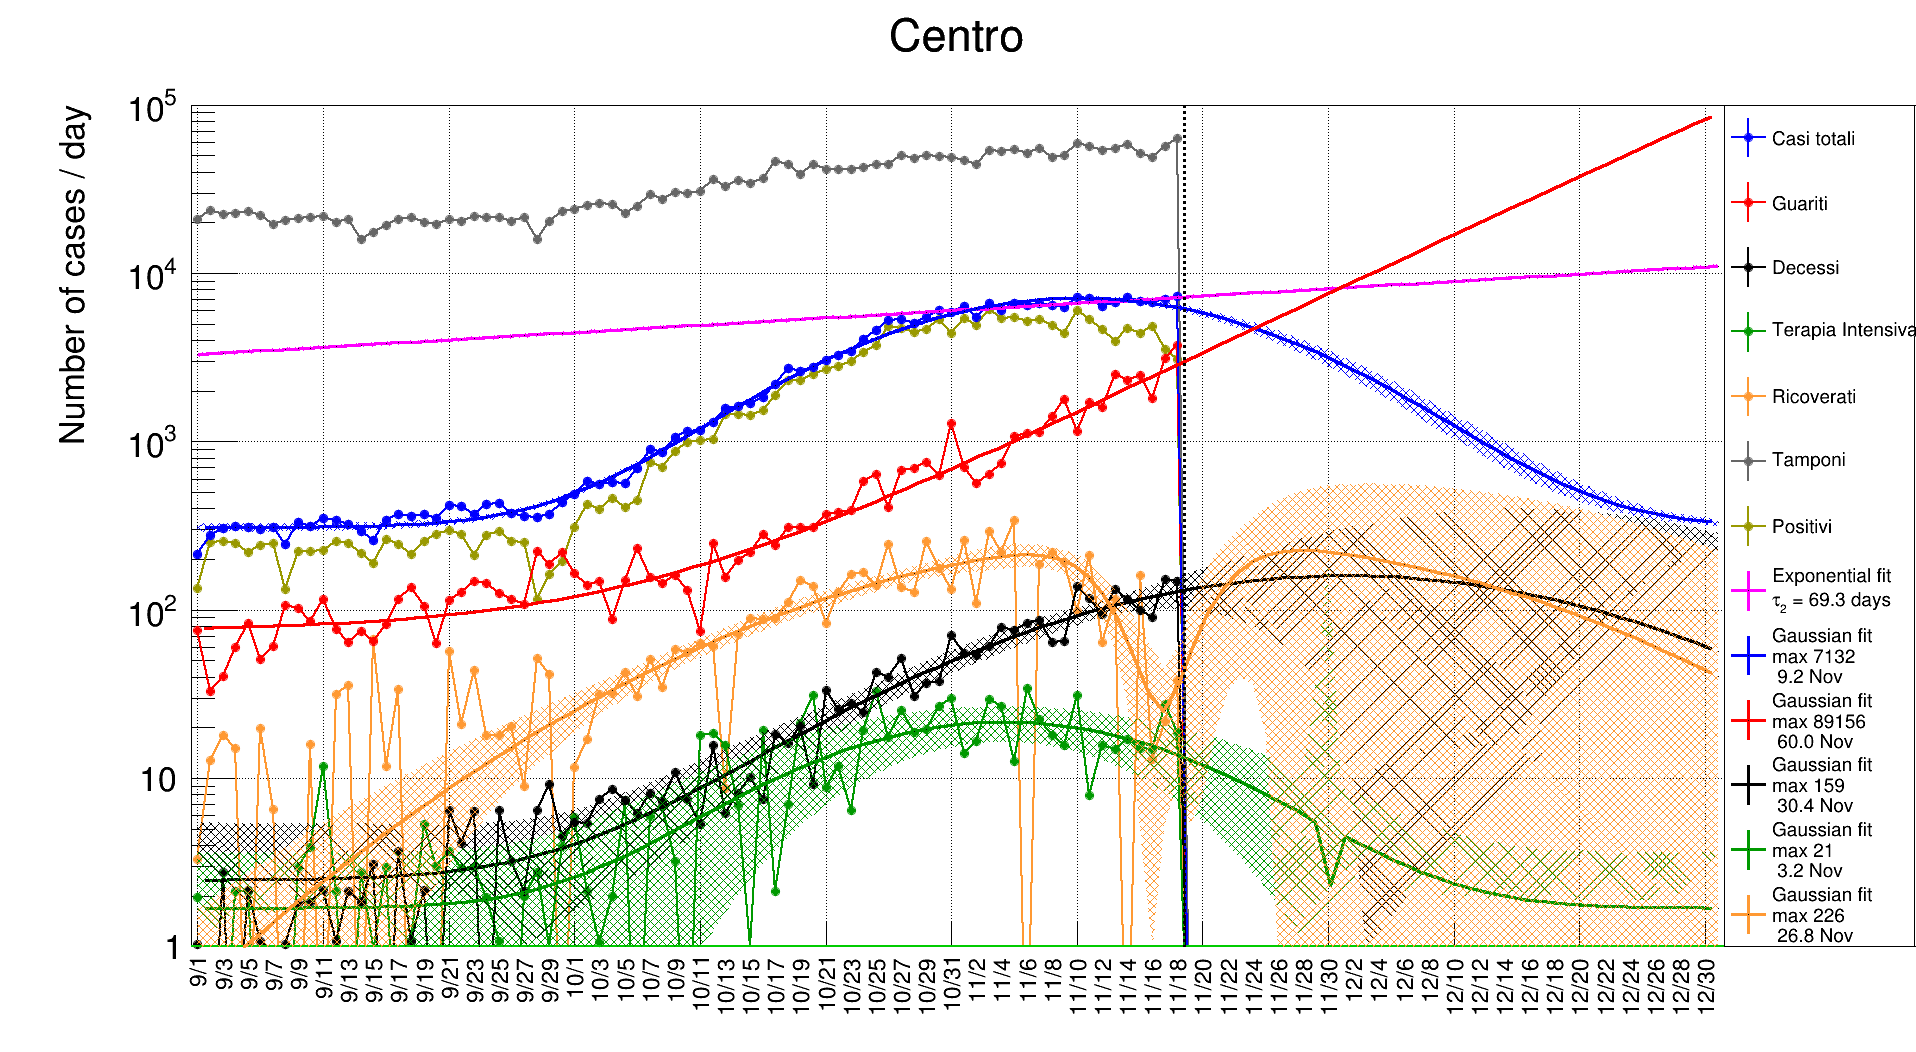 Centro
Number of cases / day
10⁵
10⁴
10³
10²
10
1
9/1
9/3
9/5
9/7
9/9
9/11
9/13
9/15
9/17
9/19
9/21
9/23
9/25
9/27
9/29
10/1
10/3
10/5
10/7
10/9
10/11
10/13
10/15
10/17
10/19
10/21
10/23
10/25
10/27
10/29
10/31
11/2
11/4
11/6
11/8
11/10
11/12
11/14
11/16
11/18
11/20
11/22
11/24
11/26
11/28
11/30
12/2
12/4
12/6
12/8
12/10
12/12
12/14
12/16
12/18
12/20
12/22
12/24
12/26
12/28
12/30
Casi totali
Guariti
Decessi
Terapia Intensiva
Ricoverati
Tamponi
Positivi
Exponential fit
τ₂ = 69.3 days
Gaussian fit
max 7132
9.2 Nov
Gaussian fit
max 89156
60.0 Nov
Gaussian fit
max 159
30.4 Nov
Gaussian fit
max 21
3.2 Nov
Gaussian fit
max 226
26.8 Nov